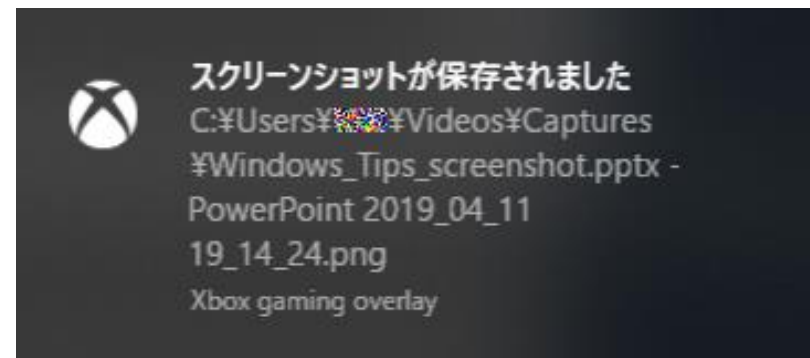 スクリーンショットが保存されました
C:¥Users¥ ¥Videos¥Captures
¥Windows_Tips_screenshot.pptx -
PowerPoint 2019_04_11
19_14_24.png
Xbox gaming overlay